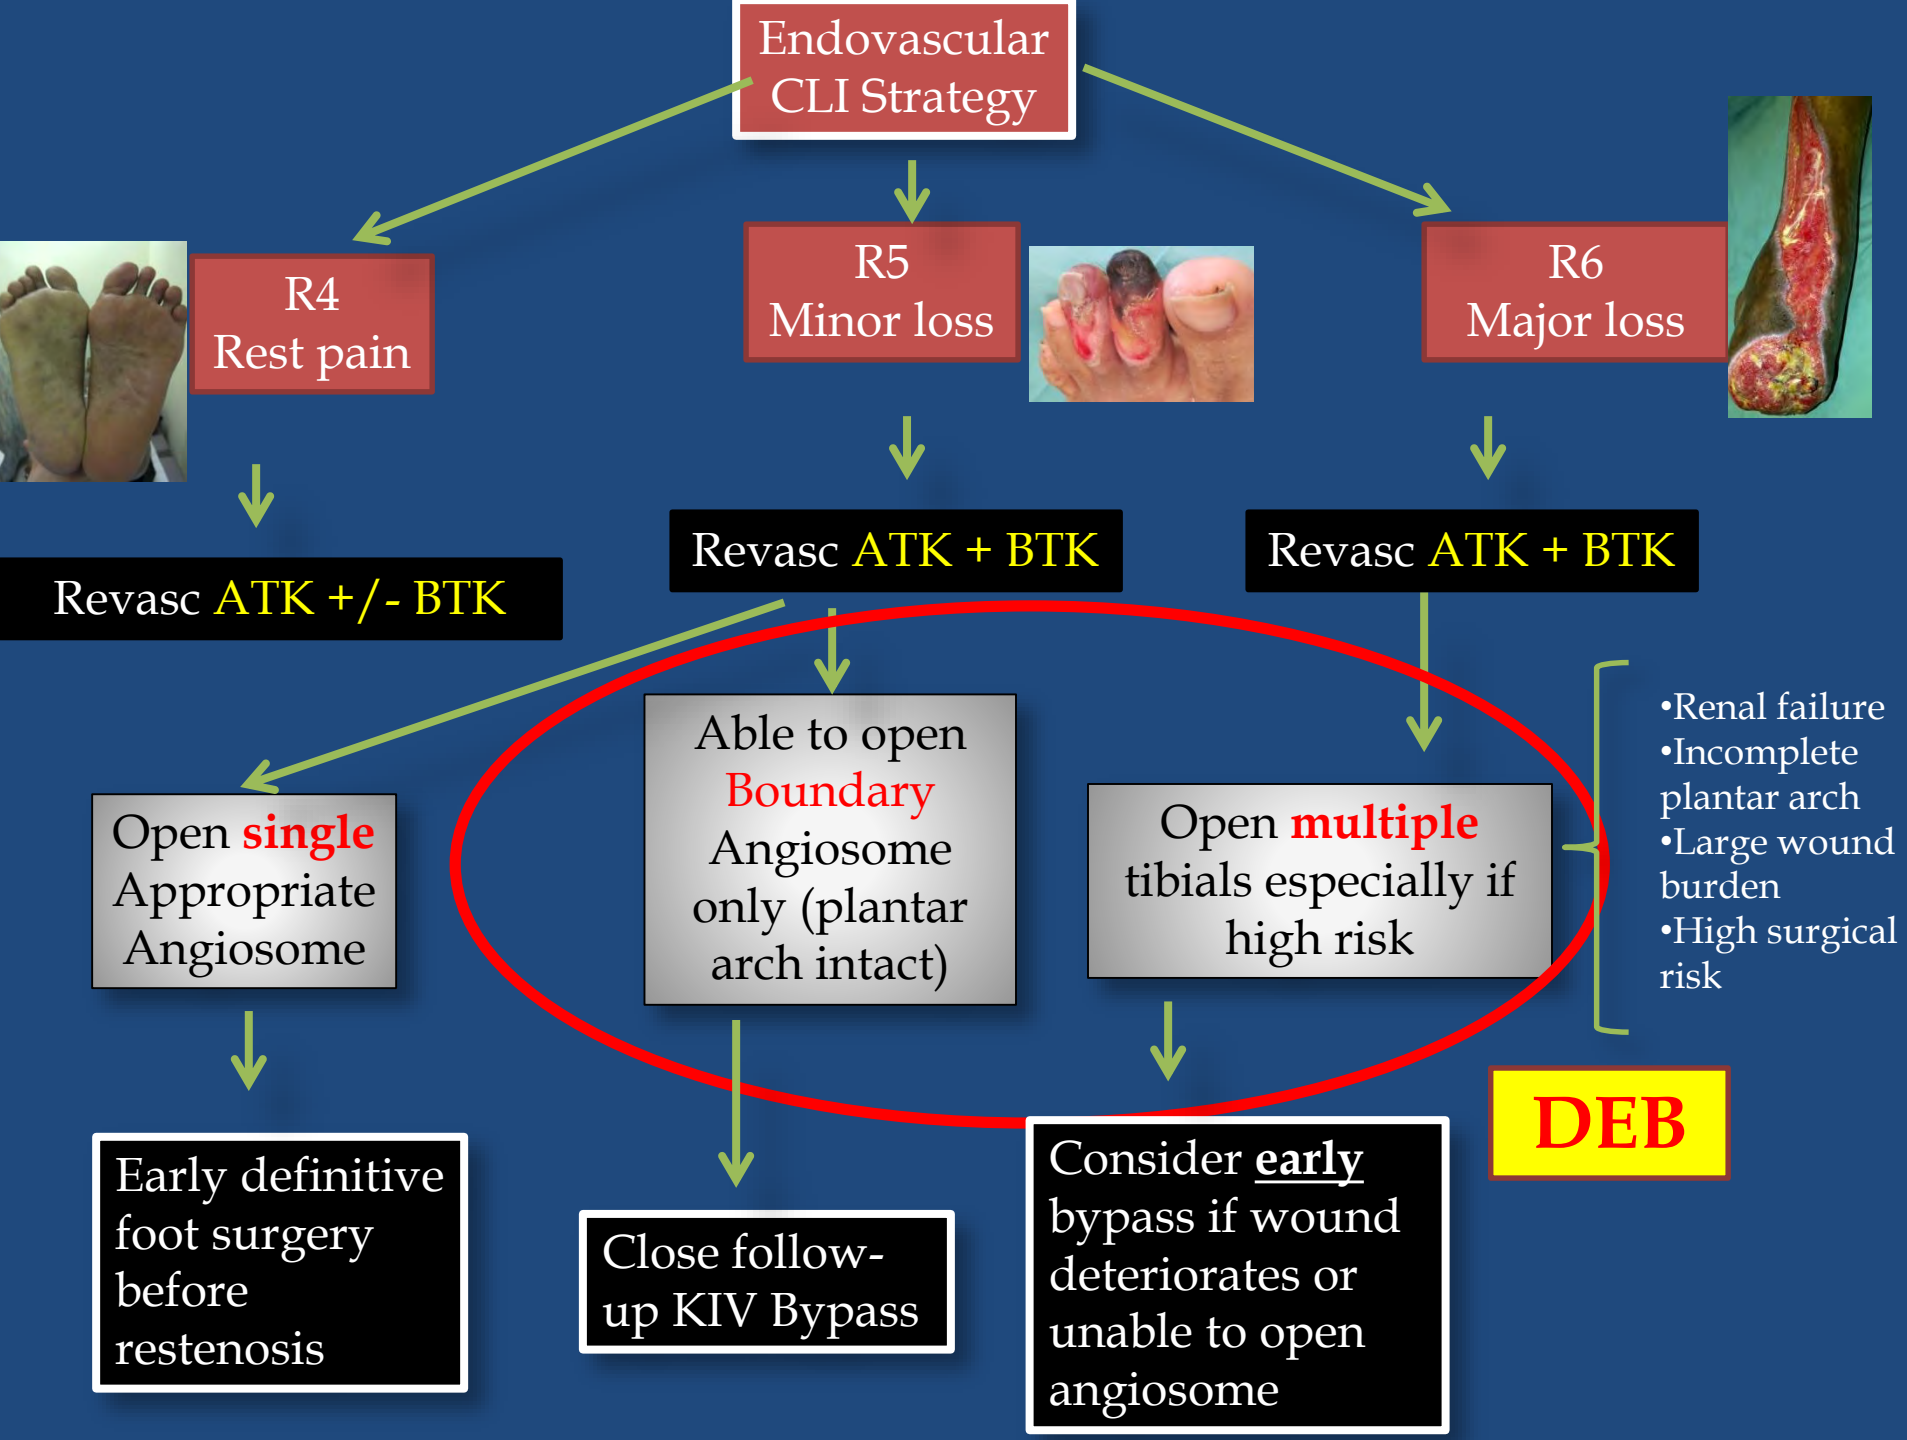 Endovascular
CLI Strategy
R4
Rest pain
R5
Minor loss
R6
Major loss
Revasc ATK +/- BTK
Revasc ATK + BTK
Revasc ATK + BTK
Open single
Appropriate
Angiosome
Able to open
Boundary
Angiosome
only (plantar
arch intact)
Open multiple
tibials especially if
high risk
•Renal failure
•Incomplete
plantar arch
•Large wound
burden
•High surgical
risk
DEB
Early definitive
foot surgery
before
restenosis
Close follow-
up KIV Bypass
Consider early
bypass if wound
deteriorates or
unable to open
angiosome